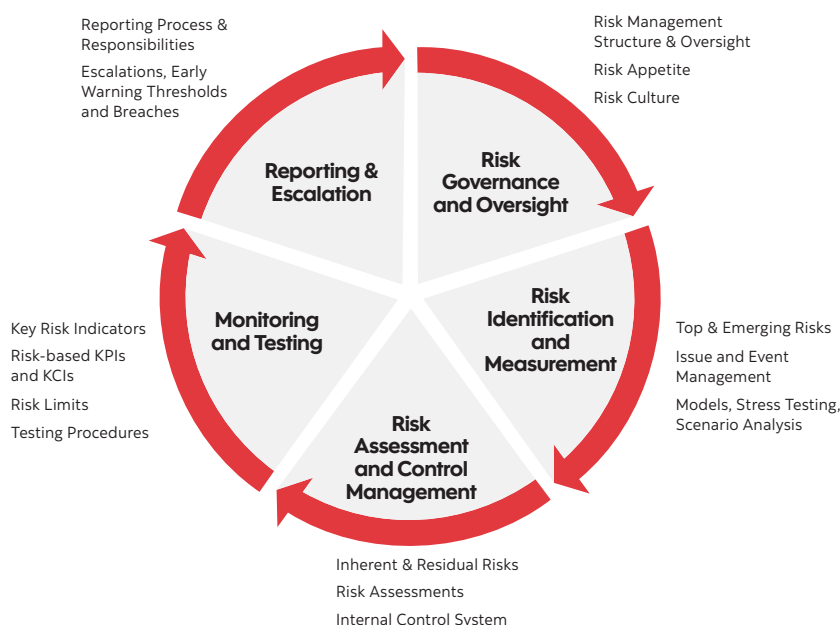 Reporting Process &
Responsibilities
Escalations, Early
Warning Thresholds
and Breaches
Risk Management
Structure & Oversight
Risk Appetite
Risk Culture
Reporting &
Escalation
Risk
Governance
and Oversight
Risk
Identification
and
Measurement
Top & Emerging Risks
Issue and Event
Management
Models, Stress Testing,
Scenario Analysis
Monitoring
and Testing
Key Risk Indicators
Risk-based KPIs
and KCIs
Risk Limits
Testing Procedures
Risk
Assessment
and Control
Management
Inherent & Residual Risks
Risk Assessments
Internal Control System